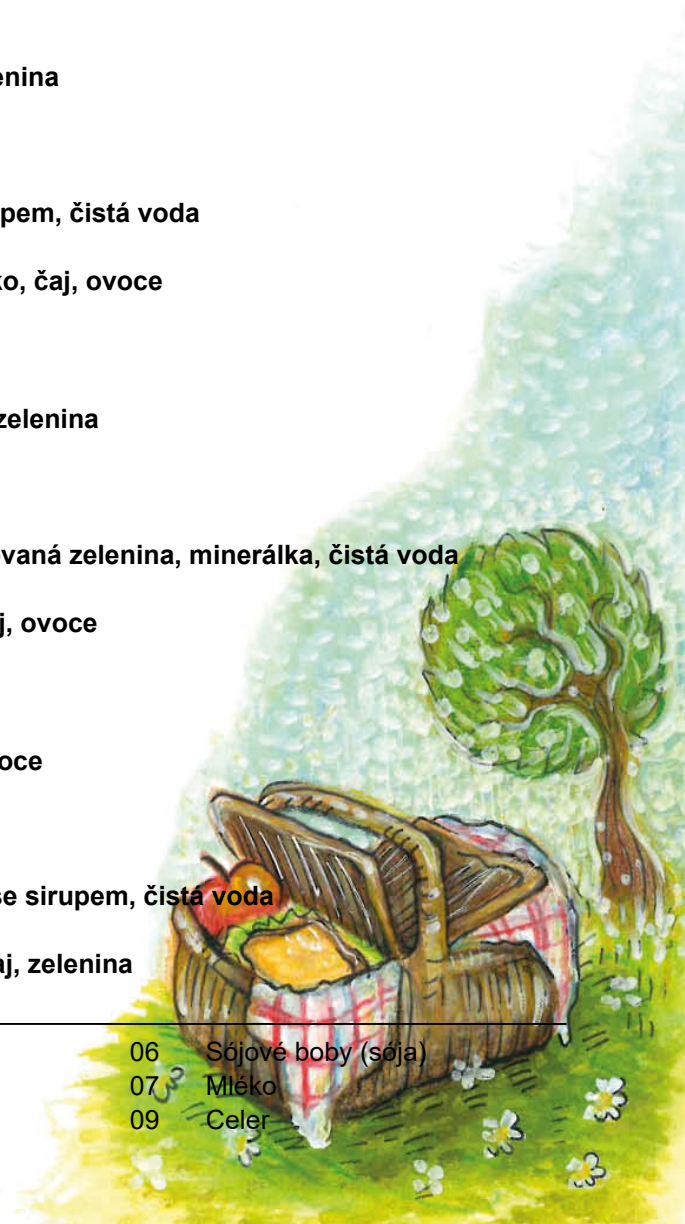 enina
pem, čistá voda
ko, čaj, ovoce
zelenina
vaná zelenina, minerálka, čistá voda
j, ovoce
oce
se sirupem, čistá voda
aj, zelenina
06 Sójové boby (sója)
07 Mléko
09 Celer